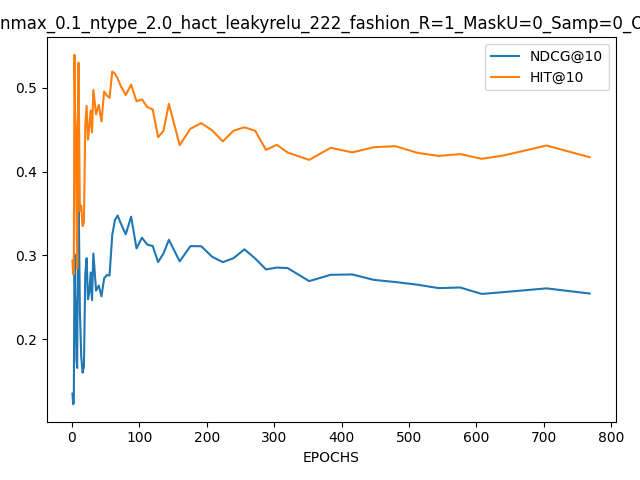 nmax_0.1_ntype_2.0_hact_leakyrelu_222_fashion_R=1_MaskU=0_Samp=0_C
NDCG@10
HIT@10
0.5
0.4
0.3
0.2
0 100 200 300 400 500 600 700 800
EPOCHS